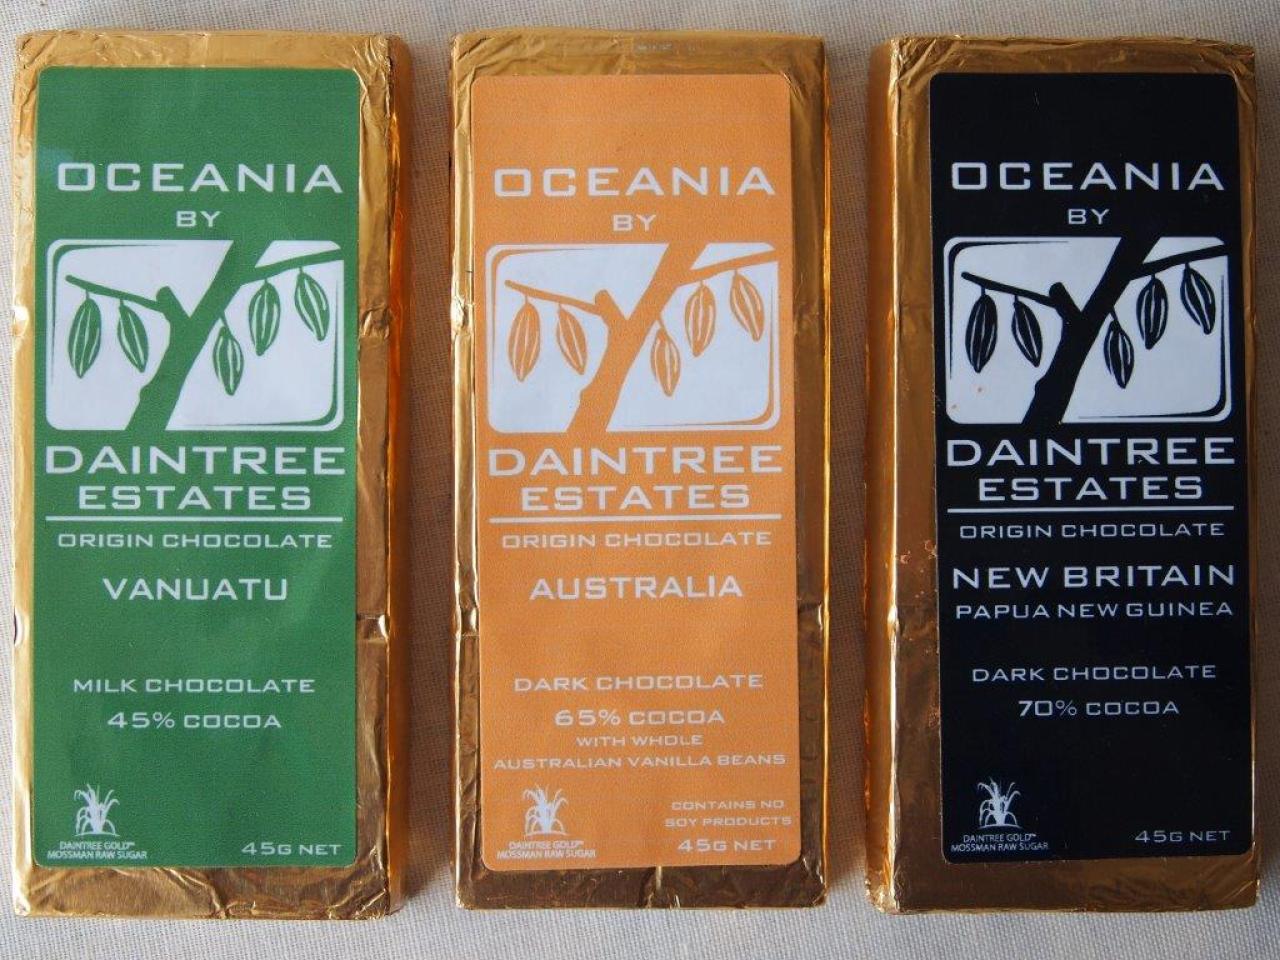 OCEANIA
BY
DAINTREE
ESTATES
ORIGIN CHOCOLATE
VANUATU
MILK CHOCOLATE
45% COCOA
DAINTREE GOLD™
MOSSMAN RAW SUGAR
45G NET
OCEANIA
BY
DAINTREE
ESTATES
ORIGIN CHOCOLATE
AUSTRALIA
DARK CHOCOLATE
65% COCOA
WITH WHOLE
AUSTRALIAN VANILLA BEANS
CONTAINS NO
SOY PRODUCTS
DAINTREE GOLD™
MOSSMAN RAW SUGAR
45G NET
OCEANIA
BY
DAINTREE
ESTATES
ORIGIN CHOCOLATE
NEW BRITAIN
PAPUA NEW GUINEA
DARK CHOCOLATE
70% COCOA
DAINTREE GOLD™
MOSSMAN RAW SUGAR
45G NET